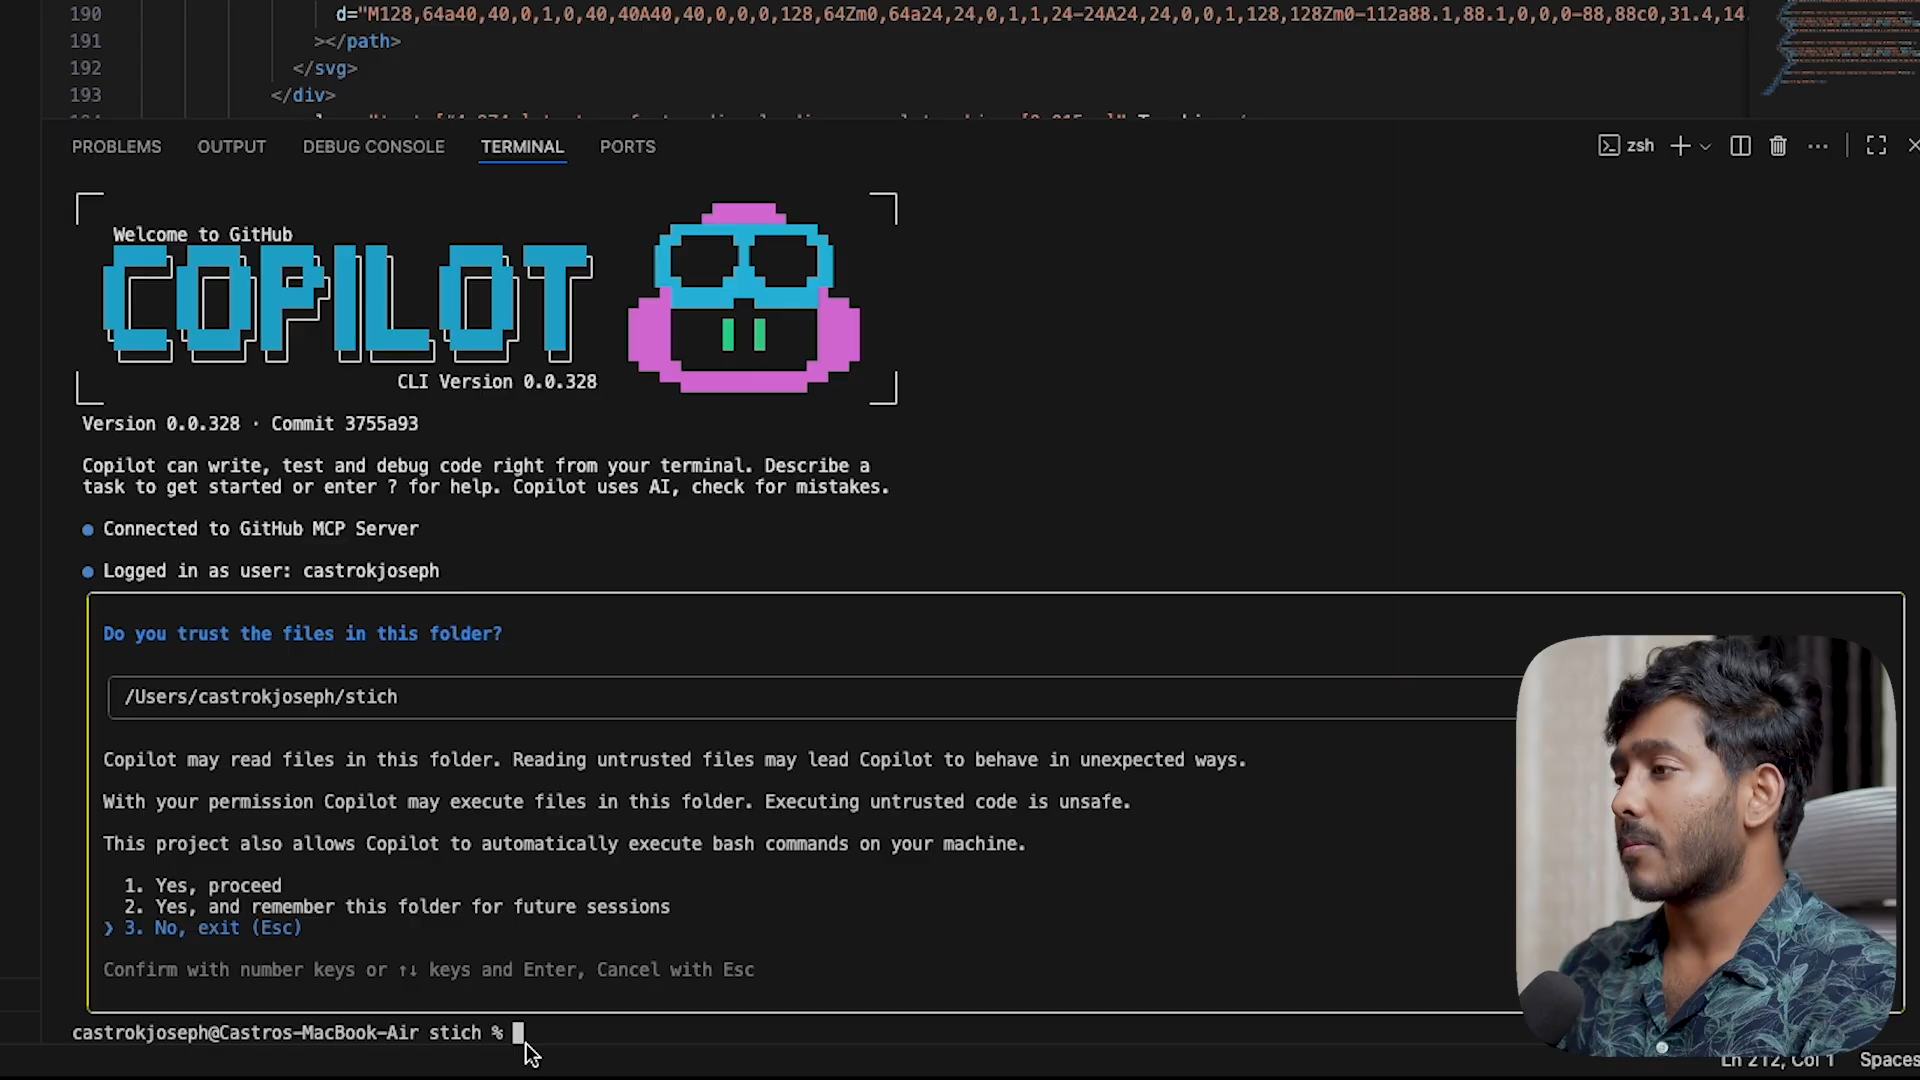 190 d="M128,64a40,40,0,1,0,40,40A40,40,0,0,0,128,64Zm0,64a24,24,0,1,1,24-24A24,24,0,0,1,128,128Zm0-112a88.1,88.1,0,0,0-88,88c0,31.4,14
191 ></path>
192 </svg>
193 </div>
PROBLEMS OUTPUT DEBUG CONSOLE TERMINAL PORTS zsh
Welcome to GitHub
COPILOT
CLI Version 0.0.328
Version 0.0.328 · Commit 3755a93
Copilot can write, test and debug code right from your terminal. Describe a
task to get started or enter ? for help. Copilot uses AI, check for mistakes.
● Connected to GitHub MCP Server
● Logged in as user: castrokjoseph
Do you trust the files in this folder?
/Users/castrokjoseph/stich
Copilot may read files in this folder. Reading untrusted files may lead Copilot to behave in unexpected ways.
With your permission Copilot may execute files in this folder. Executing untrusted code is unsafe.
This project also allows Copilot to automatically execute bash commands on your machine.
1. Yes, proceed
2. Yes, and remember this folder for future sessions
❯ 3. No, exit (Esc)
Confirm with number keys or ↑↓ keys and Enter, Cancel with Esc
castrokjoseph@Castros-MacBook-Air stich %
Ln 212, Col 1 Spaces